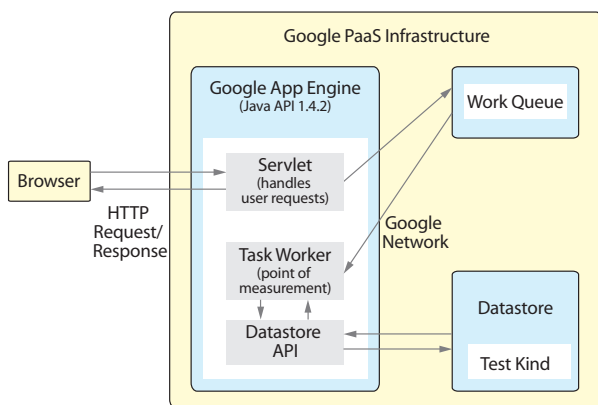 Google PaaS Infrastructure
Google App Engine
(Java API 1.4.2)
Work Queue
Servlet
(handles
user requests)
Browser
HTTP
Request/
Response
Google
Network
Task Worker
(point of
measurement)
Datastore
API
Datastore
Test Kind